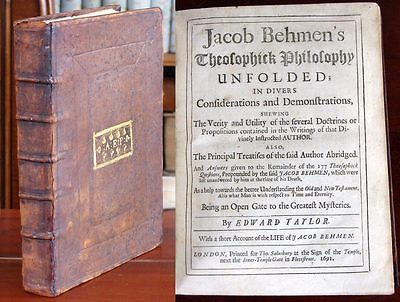 Jacob Behmen's
Theoſophick Philoſophy
UNFOLDED;
IN DIVERS
Conſiderations and Demonſtrations,
SHEWING
The Verity and Utility of the ſeveral Doctrines or
Propoſitions contained in the Writings of that Di-
vinely Inſtructed AUTHOR.
ALSO,
The Principal Treatiſes of the ſaid Author Abridged.
And Anſwers given to the Remainder of the 177 Theoſophick
Queſtions, Propounded by the ſaid JACOB BEHMEN, which were
left unanſwered by him at the time of his Death,
As a help towards the better Underſtanding the Old and New Teſtament.
Alſo what Man is with reſpect to Time and Eternity.
Being an Open Gate to the Greateſt Myſteries.
By EDWARD TAYLOR.
With a ſhort Account of the LIFE of JACOB BEHMEN.
LONDON, Printed for Tho. Salusbury at the Sign of the Temple,
next the Inner-Temple Gate in Fleetſtreet. 1691.